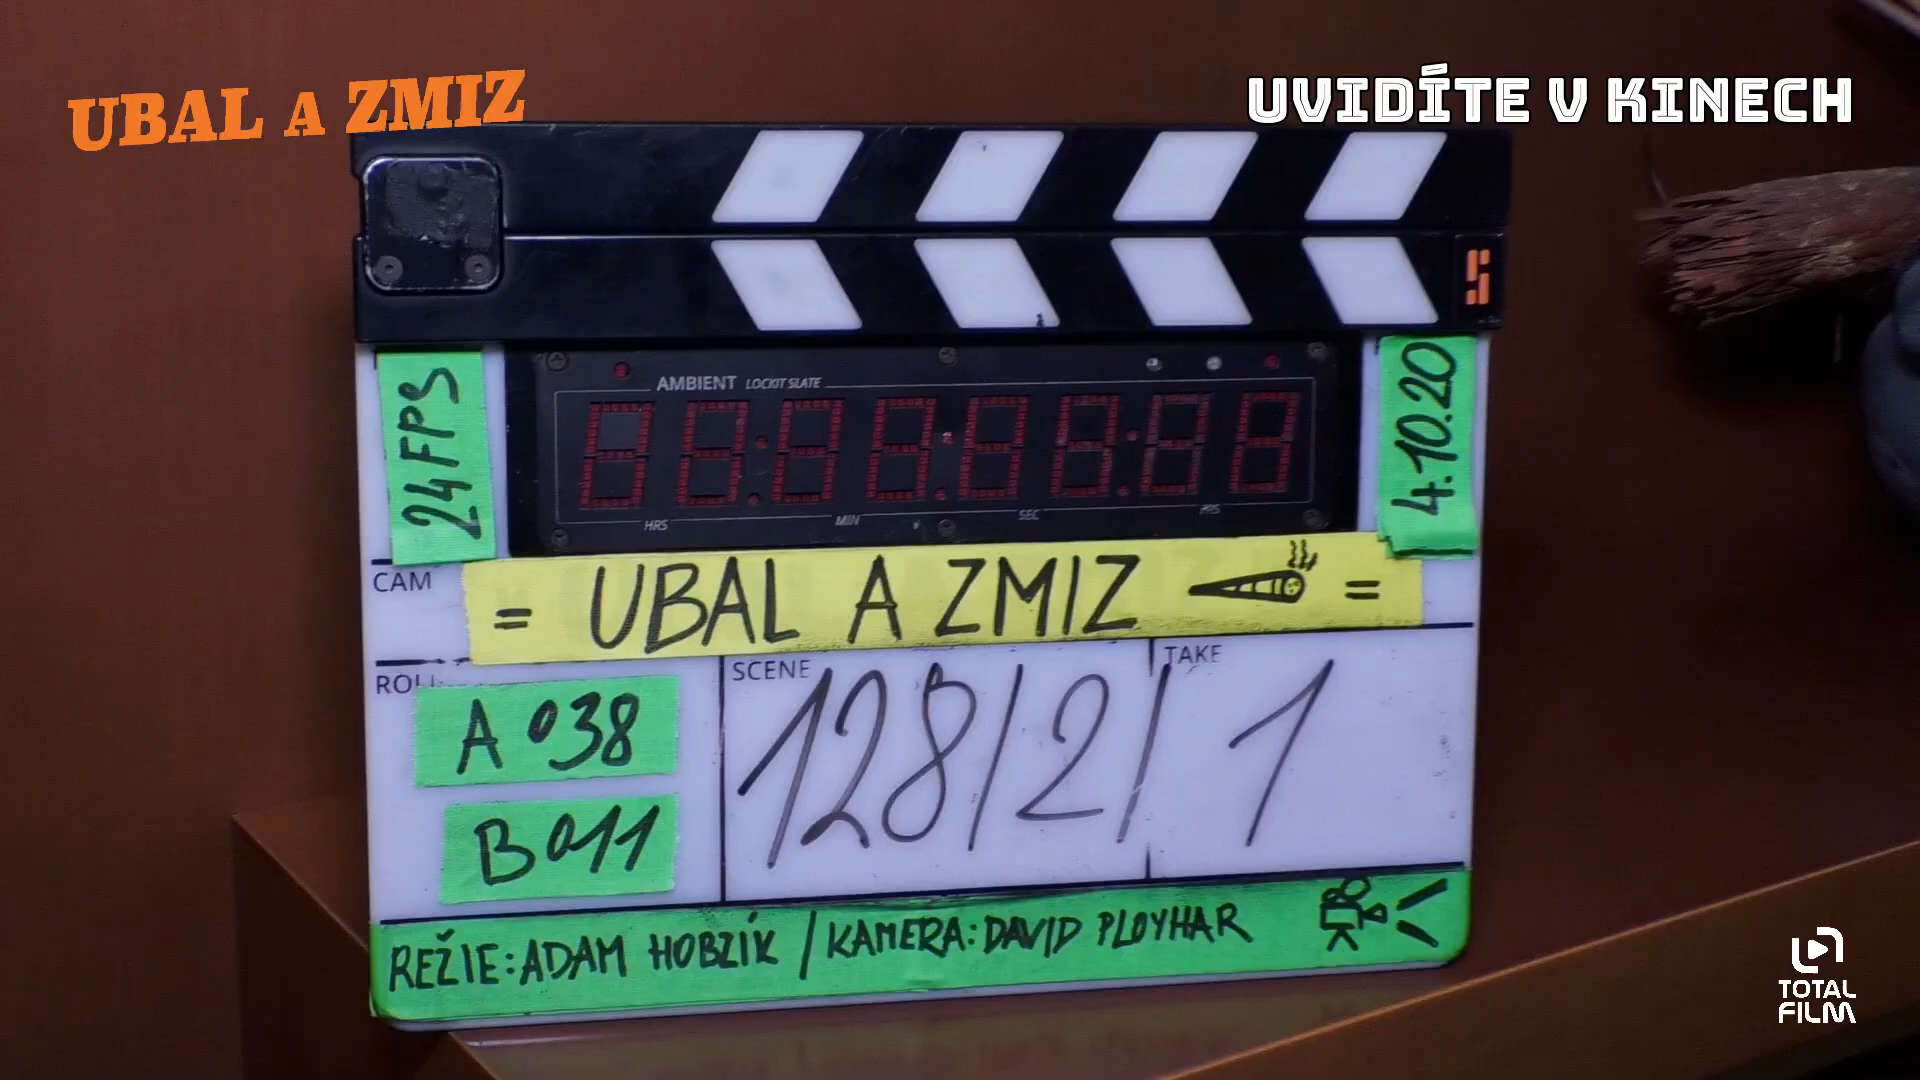 UBAL A ZMIZ
UVIDÍTE V KINECH
24 FPS
AMBIENT LOCKIT SLATE
HRS MIN SEC FRS
4.10.20
CAM
= UBAL A ZMIZ =
ROLL
SCENE
TAKE
A 038
128/2/
1
B 011
REŽIE: ADAM HOBZÍK / KAMERA: DAVID PLOYHAR
TOTAL
FILM